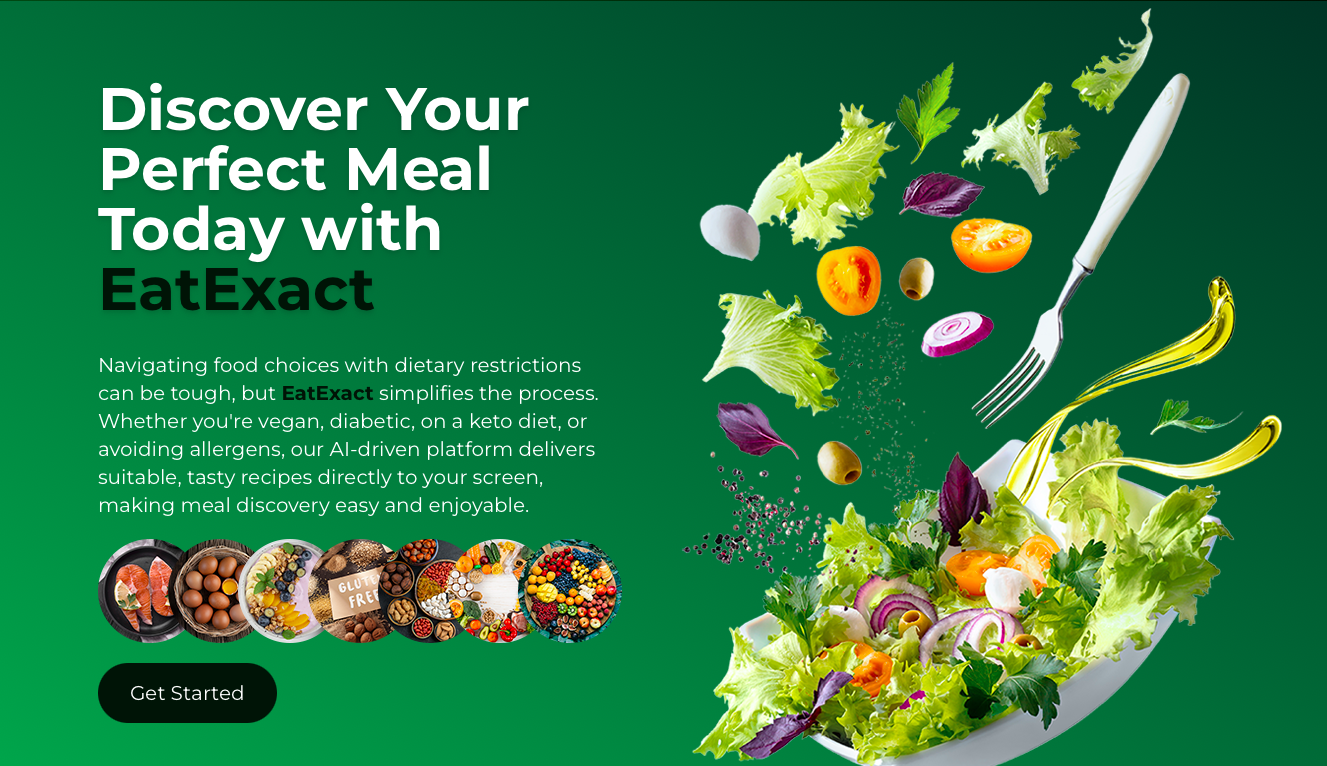 Discover Your
Perfect Meal
Today with
EatExact
Navigating food choices with dietary restrictions
can be tough, but EatExact simplifies the process.
Whether you're vegan, diabetic, on a keto diet, or
avoiding allergens, our AI-driven platform delivers
suitable, tasty recipes directly to your screen,
making meal discovery easy and enjoyable.
GLUTEN
FREE
Get Started